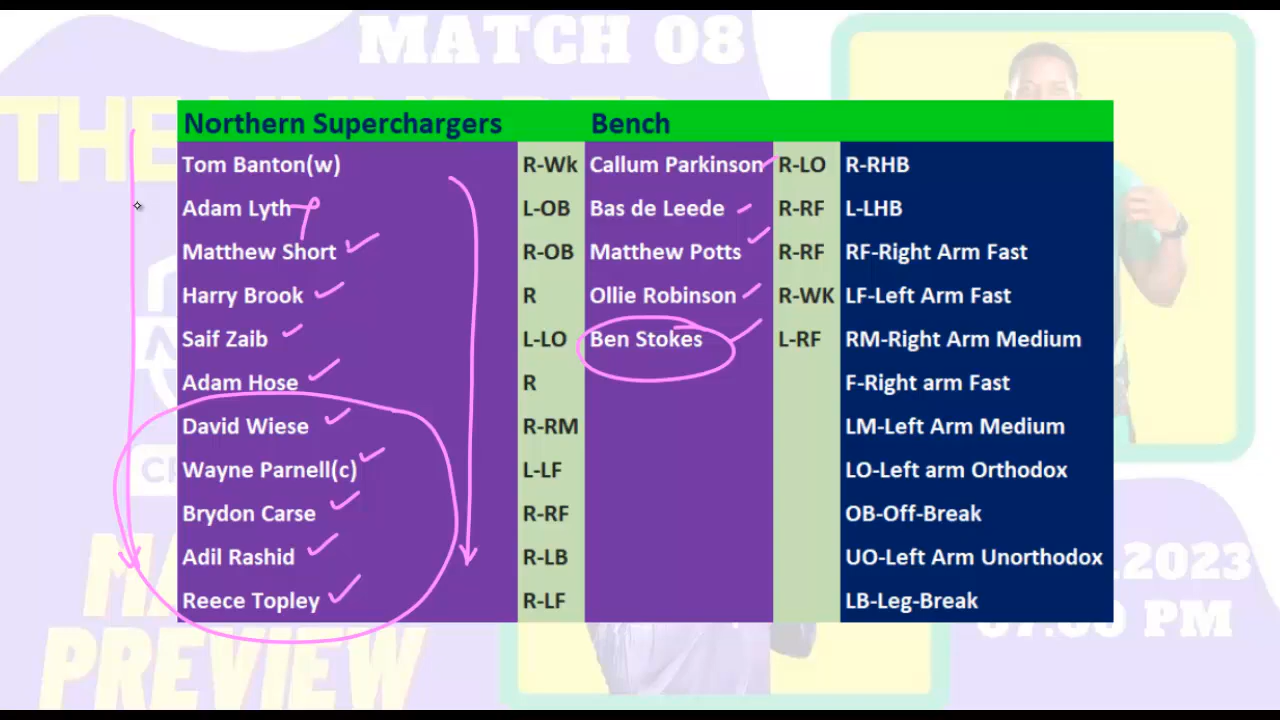 MATCH 08
THE
Northern Superchargers Bench
Tom Banton(w) R-Wk Callum Parkinson R-LO R-RHB
Adam Lyth L-OB Bas de Leede R-RF L-LHB
Matthew Short R-OB Matthew Potts R-RF RF-Right Arm Fast
Harry Brook R Ollie Robinson R-WK LF-Left Arm Fast
Saif Zaib L-LO Ben Stokes L-RF RM-Right Arm Medium
Adam Hose R F-Right arm Fast
David Wiese R-RM LM-Left Arm Medium
Wayne Parnell(c) L-LF LO-Left arm Orthodox
Brydon Carse R-RF OB-Off-Break
Adil Rashid R-LB UO-Left Arm Unorthodox
Reece Topley R-LF LB-Leg-Break
2023
PM
PREVIEW